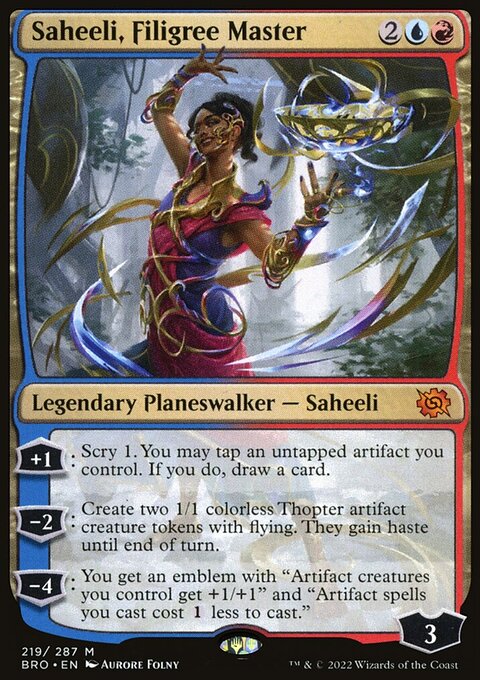 Saheeli, Filigree Master 2
Legendary Planeswalker — Saheeli
+1: Scry 1. You may tap an untapped artifact you
control. If you do, draw a card.
−2: Create two 1/1 colorless Thopter artifact
creature tokens with flying. They gain haste
until end of turn.
−4: You get an emblem with “Artifact creatures
you control get +1/+1” and “Artifact spells
you cast cost 1 less to cast.”
3
219/287 M
BRO • EN Aurore Folny
™ & © 2022 Wizards of the Coast